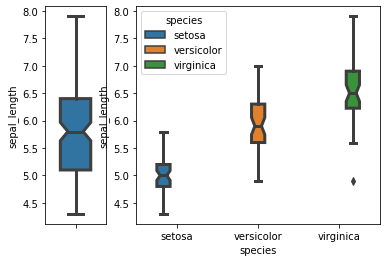 8.0
7.5
7.0
6.5
6.0
5.5
5.0
4.5
sepal_length
8.0
7.5
7.0
6.5
6.0
5.5
5.0
4.5
sepal_length
species
setosa
versicolor
virginica
setosa
versicolor
virginica
species